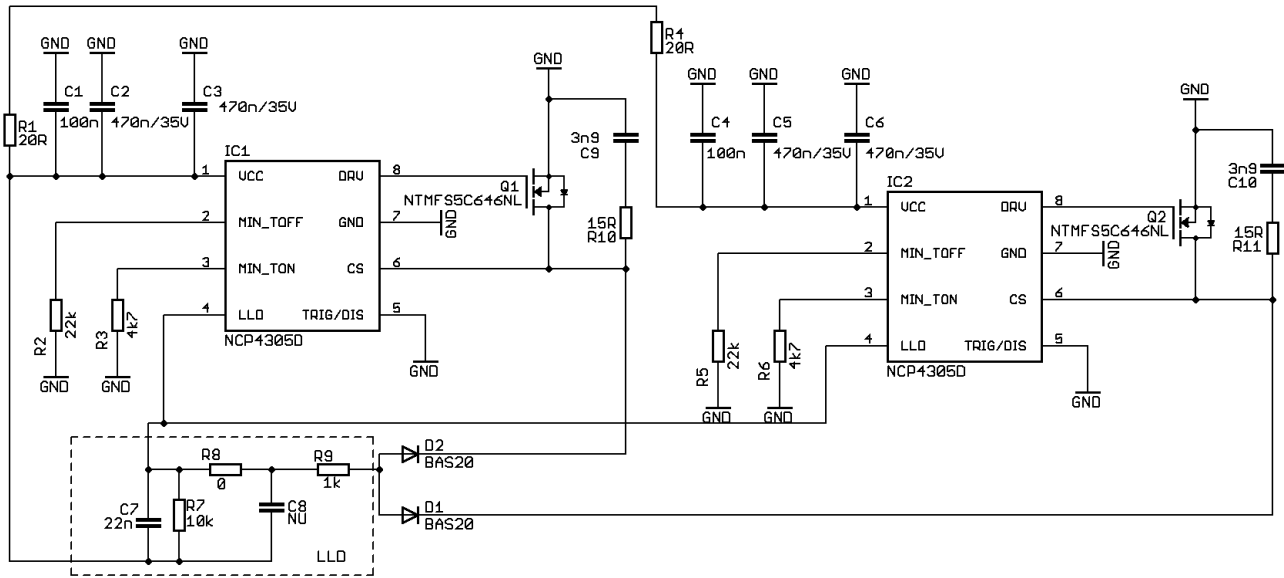 R4
20R
GND
GND
GND
GND
GND
GND
GND
GND
R1
20R
C1
100n
C2
470n/35V
C3
470n/35V
3n9
C9
C4
100n
C5
470n/35V
C6
470n/35V
3n9
C10
IC1
1
VCC
DRV
8
Q1
NTMFS5C646NL
2
MIN_TOFF
GND
7
GND
15R
R10
3
MIN_TON
CS
6
4
LLD
TRIG/DIS
5
NCP4305D
GND
IC2
1
VCC
DRV
8
Q2
NTMFS5C646NL
2
MIN_TOFF
GND
7
GND
15R
R11
3
MIN_TON
CS
6
4
LLD
TRIG/DIS
5
NCP4305D
GND
R2
22k
R3
4k7
GND
GND
R5
22k
R6
4k7
GND
GND
R8
0
R9
1k
D2
BAS20
C7
22n
R7
10k
C8
NU
D1
BAS20
LLD